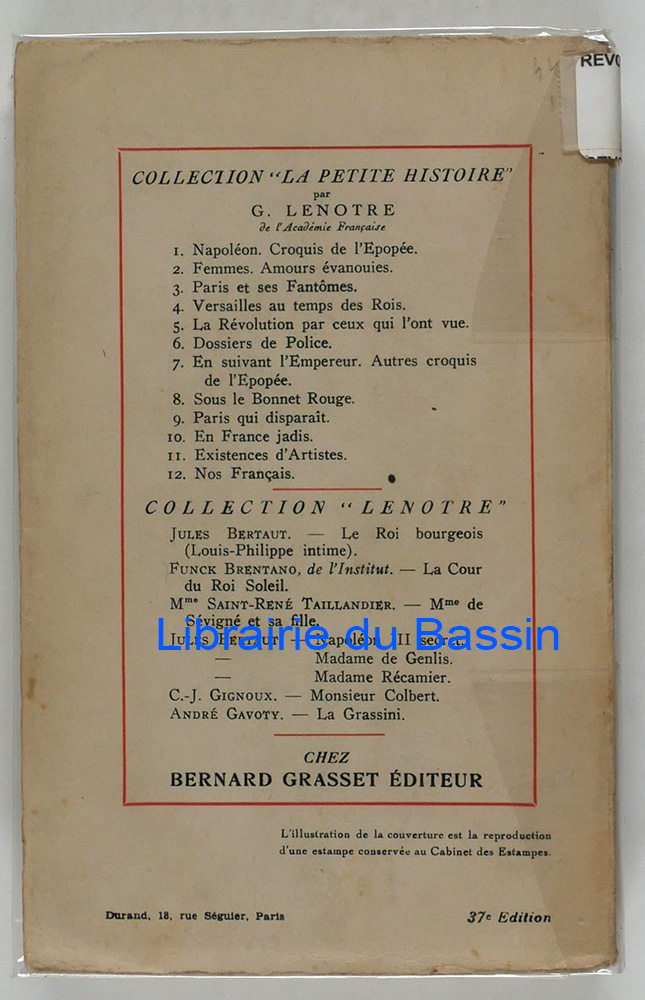 REVO
COLLECTION "LA PETITE HISTOIRE"
par
G. LENOTRE
de l'Académie Française
1. Napoléon. Croquis de l'Epopée.
2. Femmes. Amours évanouies.
3. Paris et ses Fantômes.
4. Versailles au temps des Rois.
5. La Révolution par ceux qui l'ont vue.
6. Dossiers de Police.
7. En suivant l'Empereur. Autres croquis
de l'Epopée.
8. Sous le Bonnet Rouge.
9. Paris qui disparaît.
10. En France jadis.
11. Existences d'Artistes.
12. Nos Français.
COLLECTION "LENOTRE"
JULES BERTAUT. — Le Roi bourgeois
(Louis-Philippe intime).
FUNCK BRENTANO, de l'Institut. — La Cour
du Roi Soleil.
Mme SAINT-RENÉ TAILLANDIER. — Mme de
Sévigné et sa fille.
JULES BERTAUT. — Napoléon III secret.
Librairie du Bassin
— Madame de Genlis.
— Madame Récamier.
C.-J. GIGNOUX. — Monsieur Colbert.
ANDRÉ GAVOTY. — La Grassini.
CHEZ
BERNARD GRASSET ÉDITEUR
L'illustration de la couverture est la reproduction
d'une estampe conservée au Cabinet des Estampes.
Durand, 18, rue Séguier, Paris 37e Edition